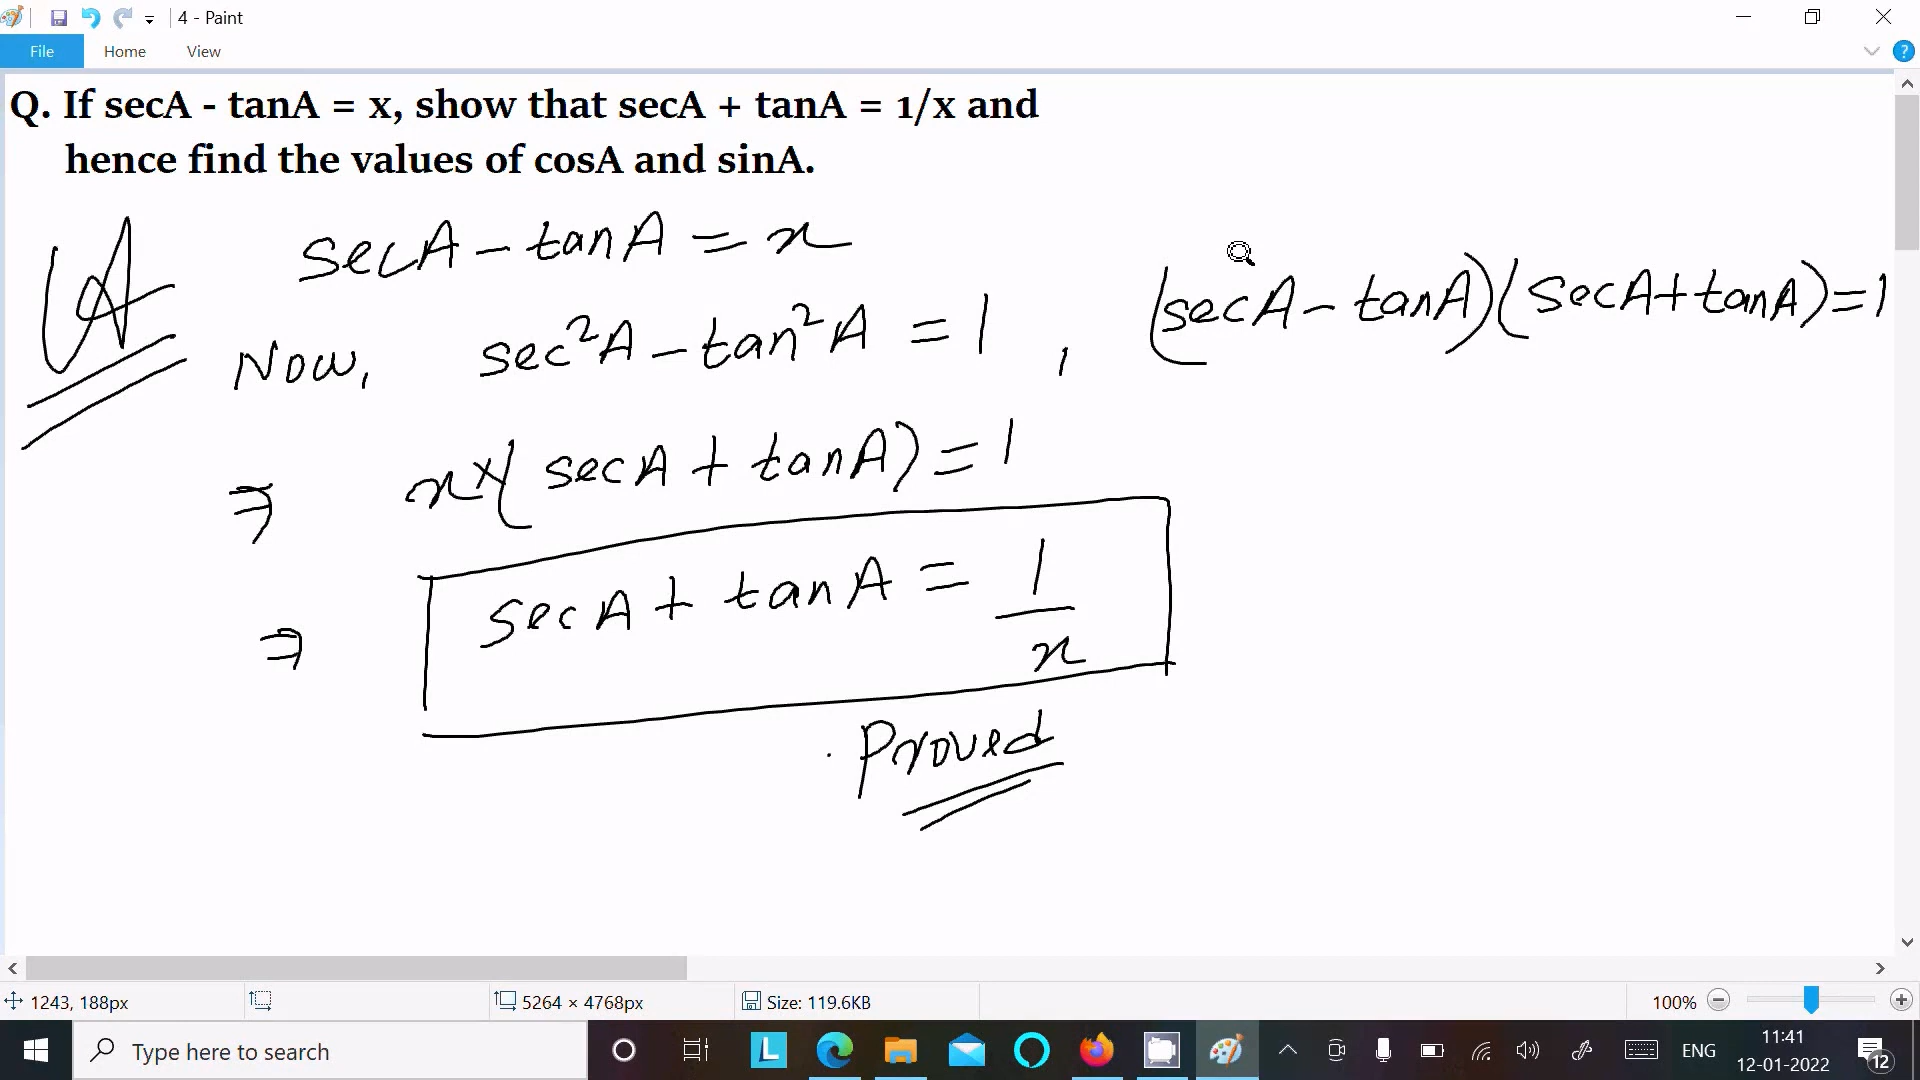 4 - Paint
File Home View
Q. If secA - tanA = x, show that secA + tanA = 1/x and
hence find the values of cosA and sinA.
secA - tanA = x
(secA - tanA)(secA + tanA) = 1
Now, sec²A - tan²A = 1 ,
⇒ x × (secA + tanA) = 1
⇒ secA + tanA = 1/x
Proved
1243, 188px 5264 × 4768px Size: 119.6KB 100%
Type here to search
L
ENG
11:41
12-01-2022
12